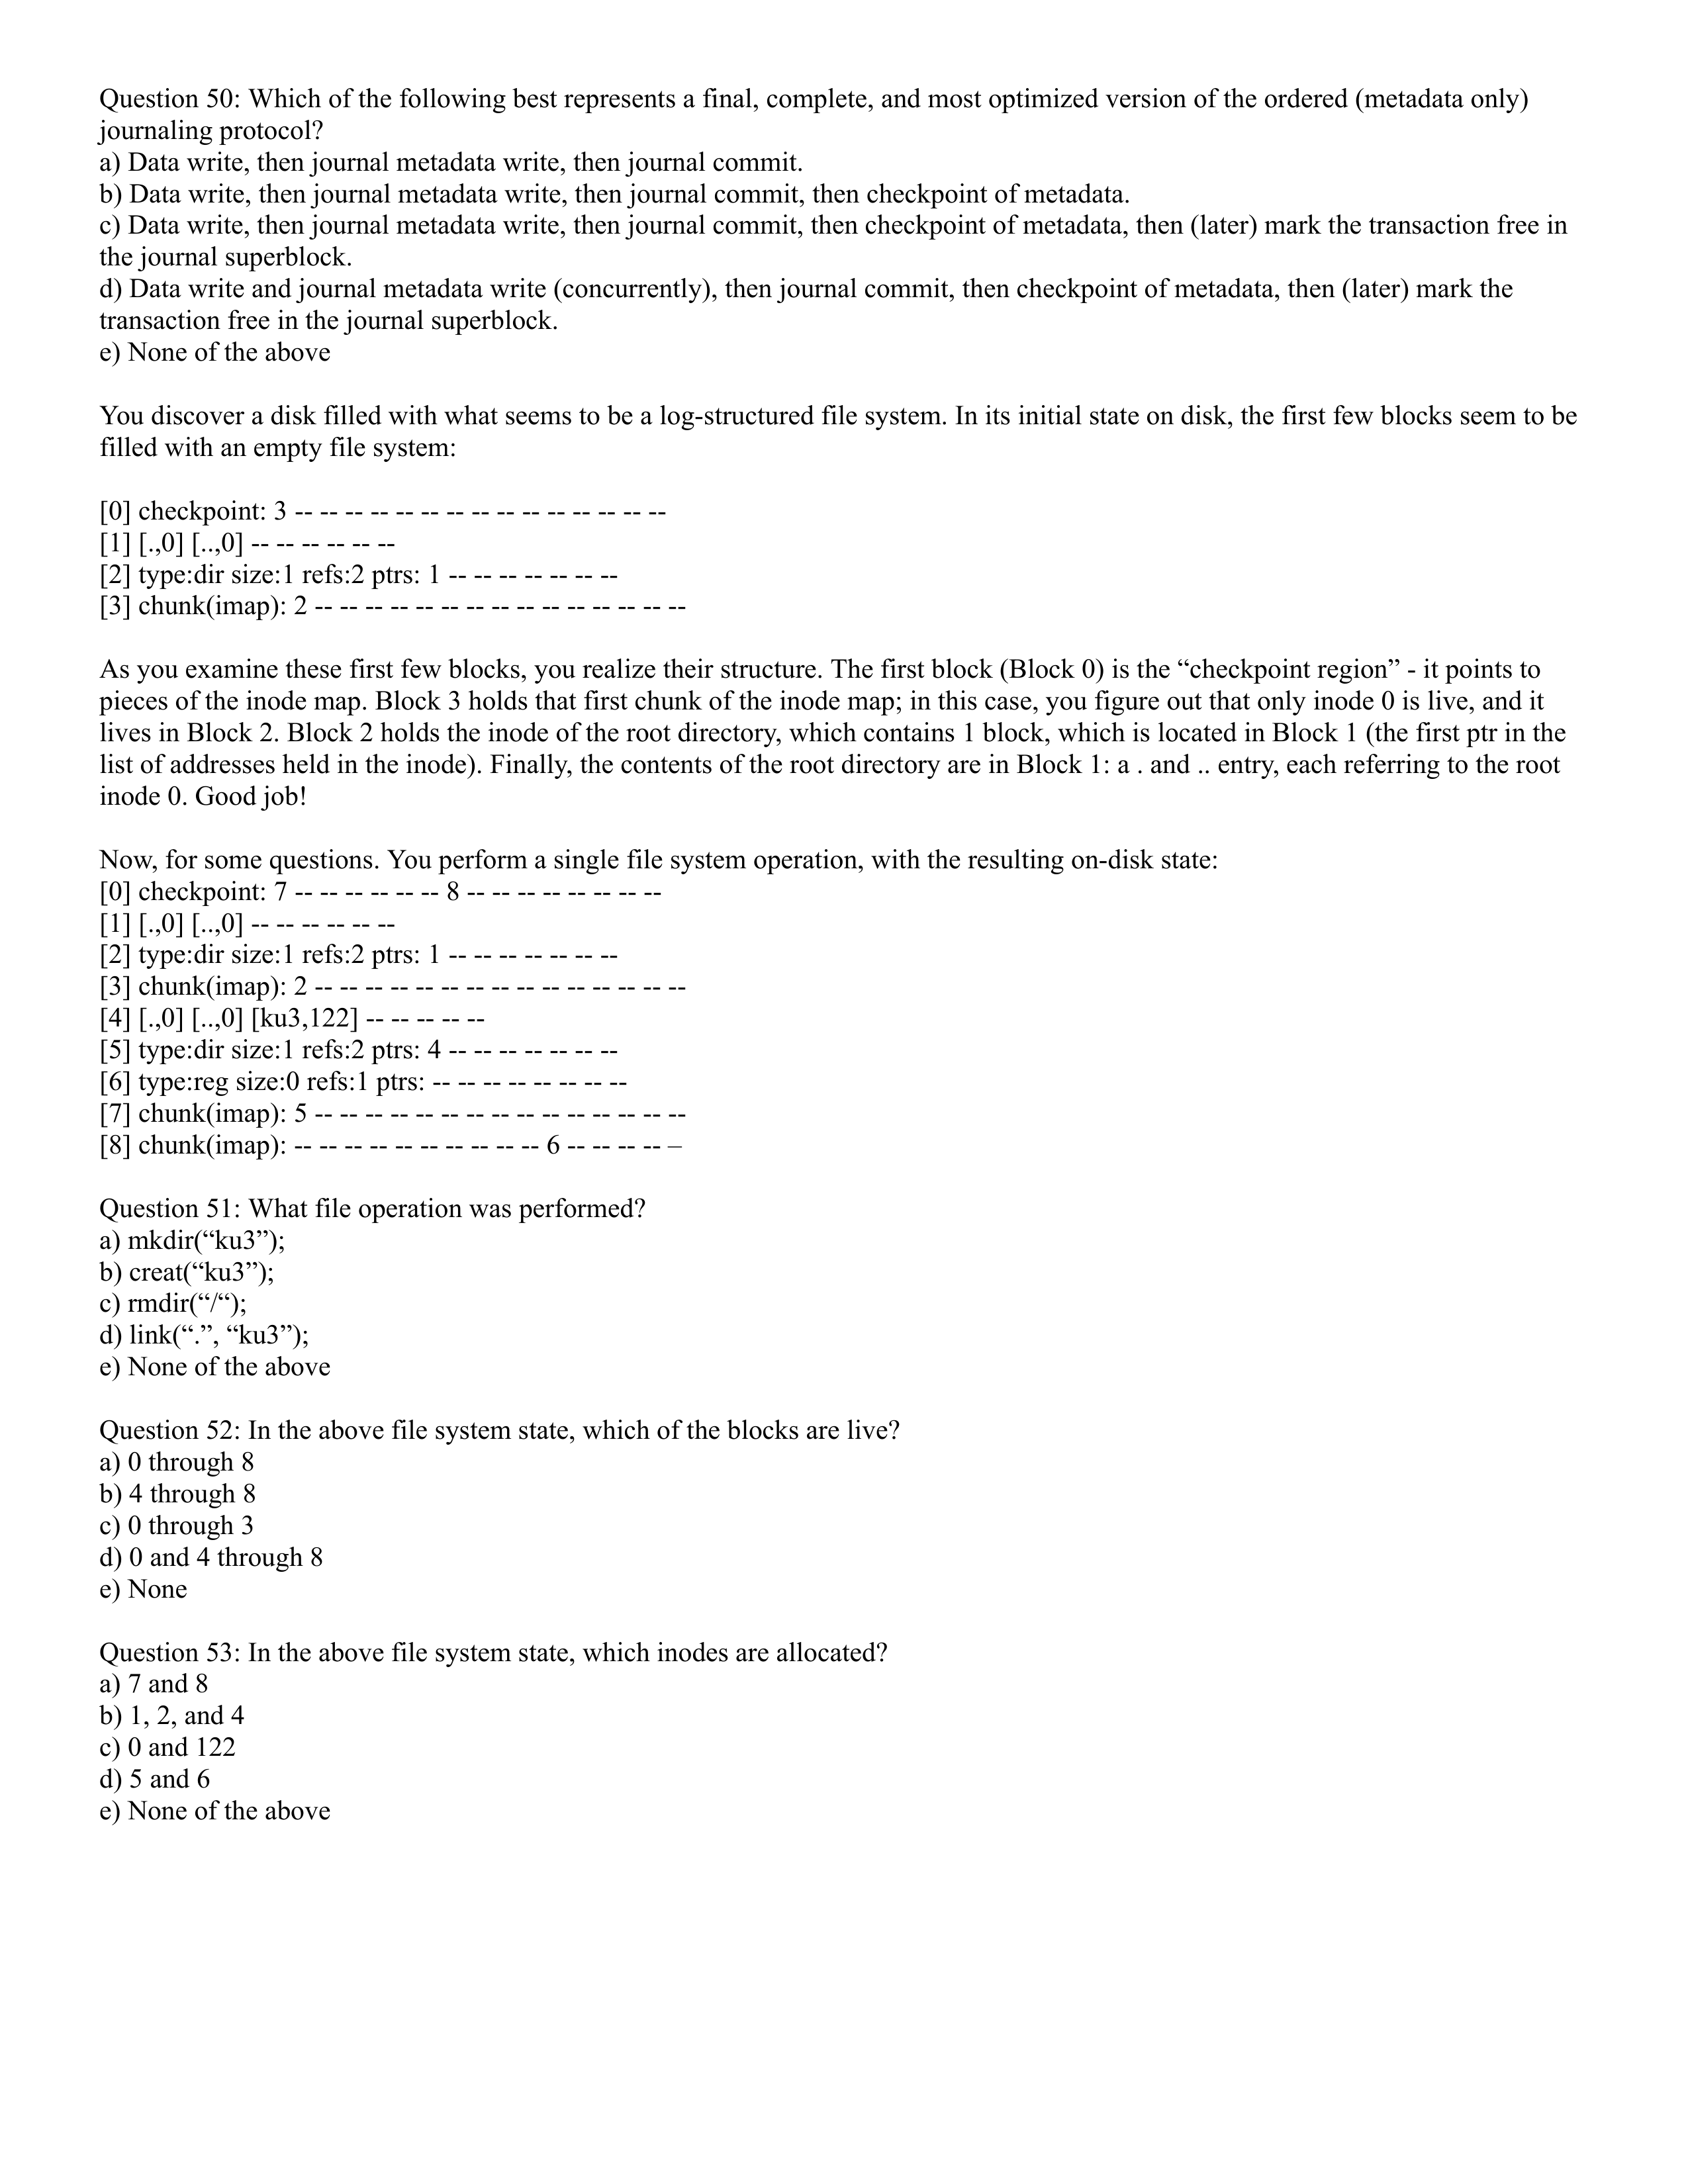 Question 50: Which of the following best represents a final, complete, and most optimized version of the ordered (metadata only)
journaling protocol?
a) Data write, then journal metadata write, then journal commit.
b) Data write, then journal metadata write, then journal commit, then checkpoint of metadata.
c) Data write, then journal metadata write, then journal commit, then checkpoint of metadata, then (later) mark the transaction free in
the journal superblock.
d) Data write and journal metadata write (concurrently), then journal commit, then checkpoint of metadata, then (later) mark the
transaction free in the journal superblock.
e) None of the above
You discover a disk filled with what seems to be a log-structured file system. In its initial state on disk, the first few blocks seem to be
filled with an empty file system:
[0] checkpoint: 3 -- -- -- -- -- -- -- -- -- -- -- -- -- -- --
[1] [.,0] [..,0] -- -- -- -- -- --
[2] type:dir size:1 refs:2 ptrs: 1 -- -- -- -- -- -- --
[3] chunk(imap): 2 -- -- -- -- -- -- -- -- -- -- -- -- -- -- --
As you examine these first few blocks, you realize their structure. The first block (Block 0) is the “checkpoint region” - it points to
pieces of the inode map. Block 3 holds that first chunk of the inode map; in this case, you figure out that only inode 0 is live, and it
lives in Block 2. Block 2 holds the inode of the root directory, which contains 1 block, which is located in Block 1 (the first ptr in the
list of addresses held in the inode). Finally, the contents of the root directory are in Block 1: a . and .. entry, each referring to the root
inode 0. Good job!
Now, for some questions. You perform a single file system operation, with the resulting on-disk state:
[0] checkpoint: 7 -- -- -- -- -- -- 8 -- -- -- -- -- -- -- --
[1] [.,0] [..,0] -- -- -- -- -- --
[2] type:dir size:1 refs:2 ptrs: 1 -- -- -- -- -- -- --
[3] chunk(imap): 2 -- -- -- -- -- -- -- -- -- -- -- -- -- -- --
[4] [.,0] [..,0] [ku3,122] -- -- -- -- --
[5] type:dir size:1 refs:2 ptrs: 4 -- -- -- -- -- -- --
[6] type:reg size:0 refs:1 ptrs: -- -- -- -- -- -- -- --
[7] chunk(imap): 5 -- -- -- -- -- -- -- -- -- -- -- -- -- -- --
[8] chunk(imap): -- -- -- -- -- -- -- -- -- -- 6 -- -- -- -- –
Question 51: What file operation was performed?
a) mkdir(“ku3”);
b) creat(“ku3”);
c) rmdir(“/“);
d) link(“.”, “ku3”);
e) None of the above
Question 52: In the above file system state, which of the blocks are live?
a) 0 through 8
b) 4 through 8
c) 0 through 3
d) 0 and 4 through 8
e) None
Question 53: In the above file system state, which inodes are allocated?
a) 7 and 8
b) 1, 2, and 4
c) 0 and 122
d) 5 and 6
e) None of the above